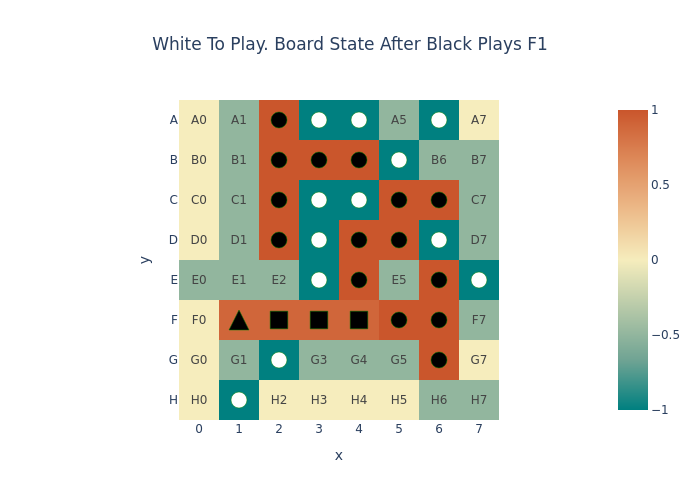 White To Play. Board State After Black Plays F1
A A0 A1 A5 A7 1
B B0 B1 B6 B7
0.5
C C0 C1 C7
D D0 D1 D7
y 0
E E0 E1 E2 E5
F F0 F7 −0.5
G G0 G1 G3 G4 G5 G7
H H0 H2 H3 H4 H5 H6 H7 −1
0 1 2 3 4 5 6 7
x